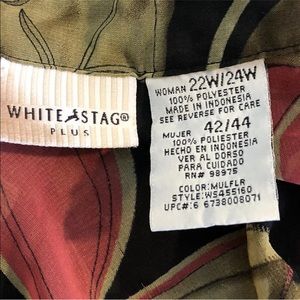 WHITE STAG®
PLUS
WOMAN 22W/24W
100% POLYESTER
MADE IN INDONESIA
SEE REVERSE FOR CARE
MUJER 42/44
100% POLIESTER
HECHO EN INDONESIA
VER AL DORSO
PARA CUIDADO
RN# 98975
COLOR: MULFLR
STYLE: WS455160
UPC#: 6 6738008071